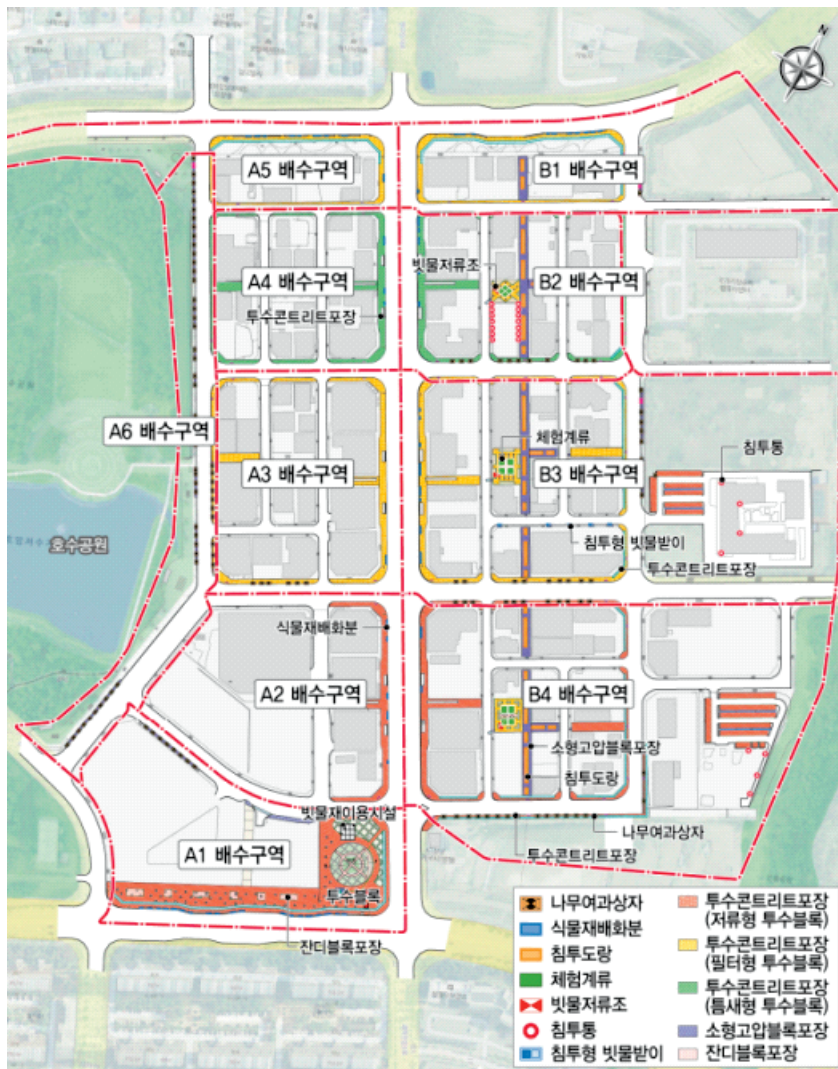 N
A5 배수구역
B1 배수구역
A4 배수구역
빗물저류조
B2 배수구역
투수콘트리트포장
A6 배수구역
체험계류
침투통
A3 배수구역
B3 배수구역
호수공원
침투형 빗물받이
투수콘트리트포장
식물재배화분
A2 배수구역
B4 배수구역
소형고압블록포장
침투도랑
빗물재이용시설
나무여과상자
A1 배수구역
투수콘트리트포장
투수블록
잔디블록포장
나무여과상자
식물재배화분
침투도랑
체험계류
빗물저류조
침투통
침투형 빗물받이
투수콘트리트포장
(저류형 투수블록)
투수콘트리트포장
(필터형 투수블록)
투수콘트리트포장
(틈새형 투수블록)
소형고압블록포장
잔디블록포장